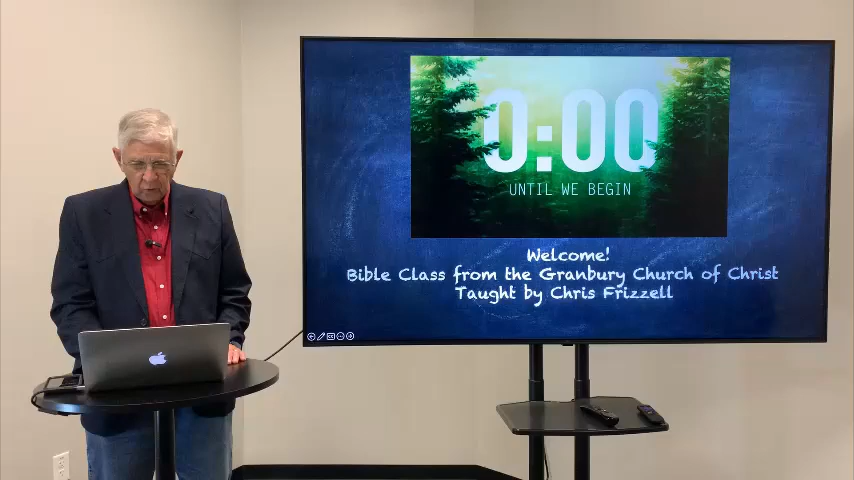 0:00
UNTIL WE BEGIN
Welcome!
Bible Class from the Granbury Church of Christ
Taught by Chris Frizzell